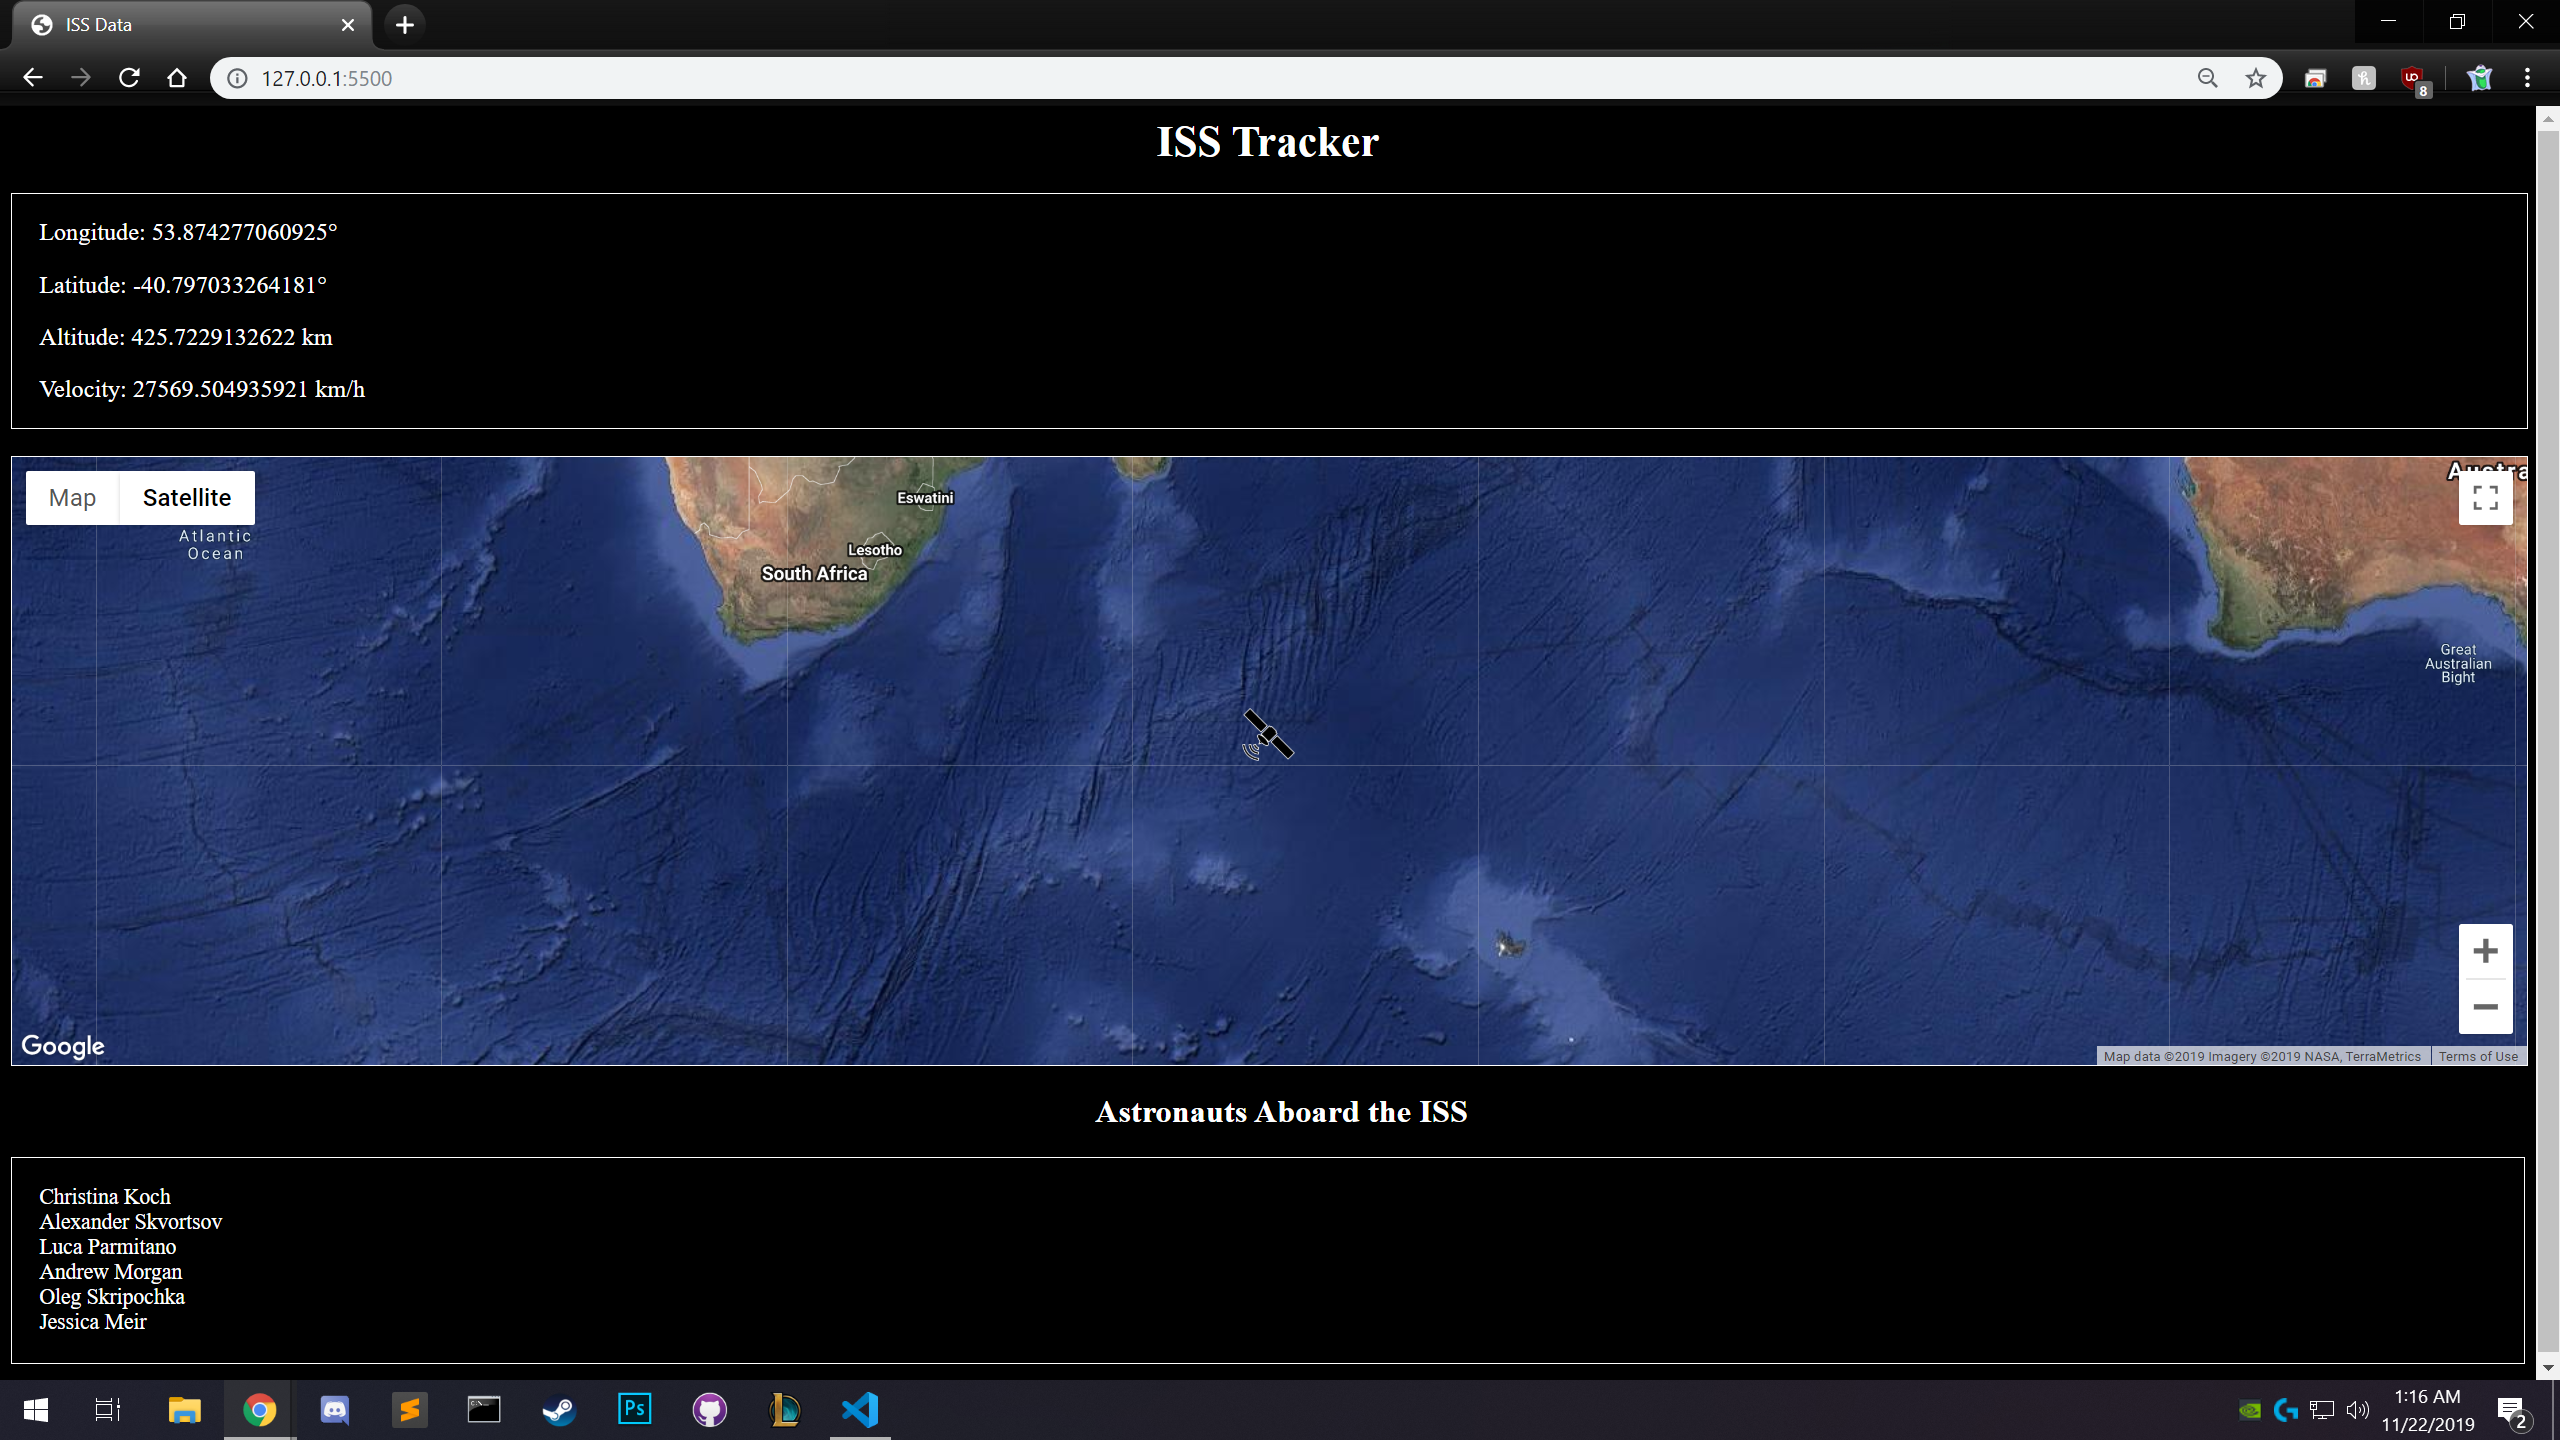 ISS Data
127.0.0.1:5500
8
ISS Tracker
Longitude: 53.874277060925°
Latitude: -40.797033264181°
Altitude: 425.7229132622 km
Velocity: 27569.504935921 km/h
Map
Satellite
Atlantic
Ocean
Eswatini
Lesotho
South Africa
Great
Australian
Bight
Google
Map data ©2019 Imagery ©2019 NASA, TerraMetrics
Terms of Use
Astronauts Aboard the ISS
Christina Koch
Alexander Skvortsov
Luca Parmitano
Andrew Morgan
Oleg Skripochka
Jessica Meir
Ps
1:16 AM
11/22/2019
2